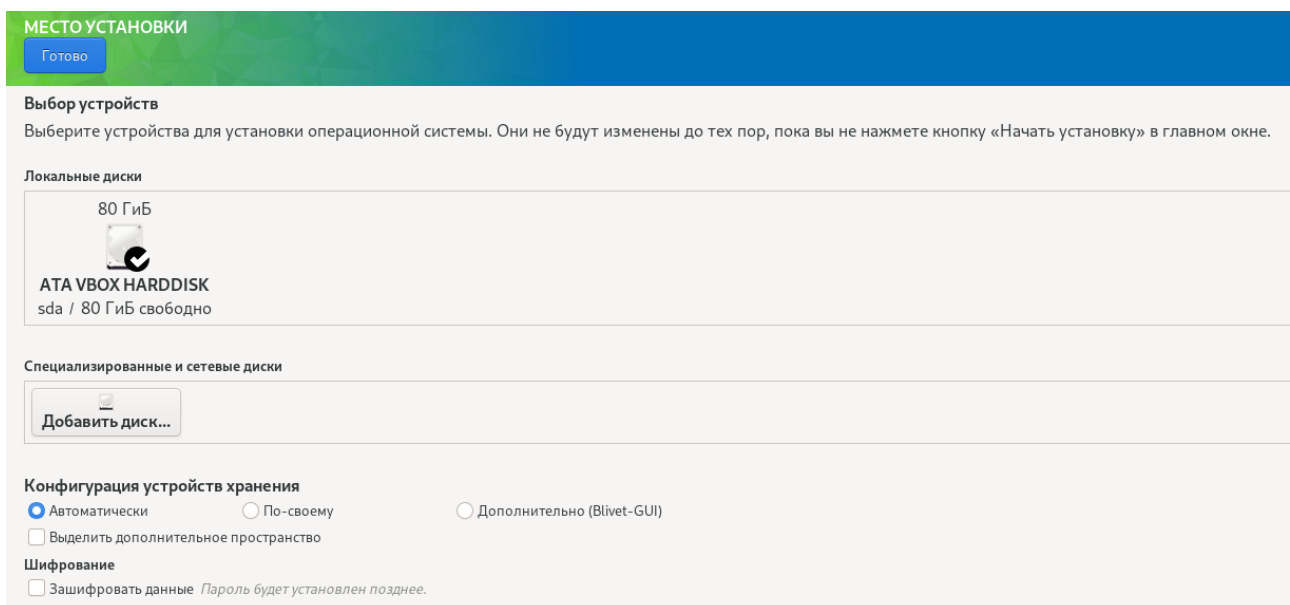 МЕСТО УСТАНОВКИ
Готово
Выбор устройств
Выберите устройства для установки операционной системы. Они не будут изменены до тех пор, пока вы не нажмете кнопку «Начать установку» в главном окне.
Локальные диски
80 ГиБ
ATA VBOX HARDDISK
sda / 80 ГиБ свободно
Специализированные и сетевые диски
Добавить диск...
Конфигурация устройств хранения
Автоматически По-своему Дополнительно (Blivet-GUI)
Выделить дополнительное пространство
Шифрование
Зашифровать данные Пароль будет установлен позднее.